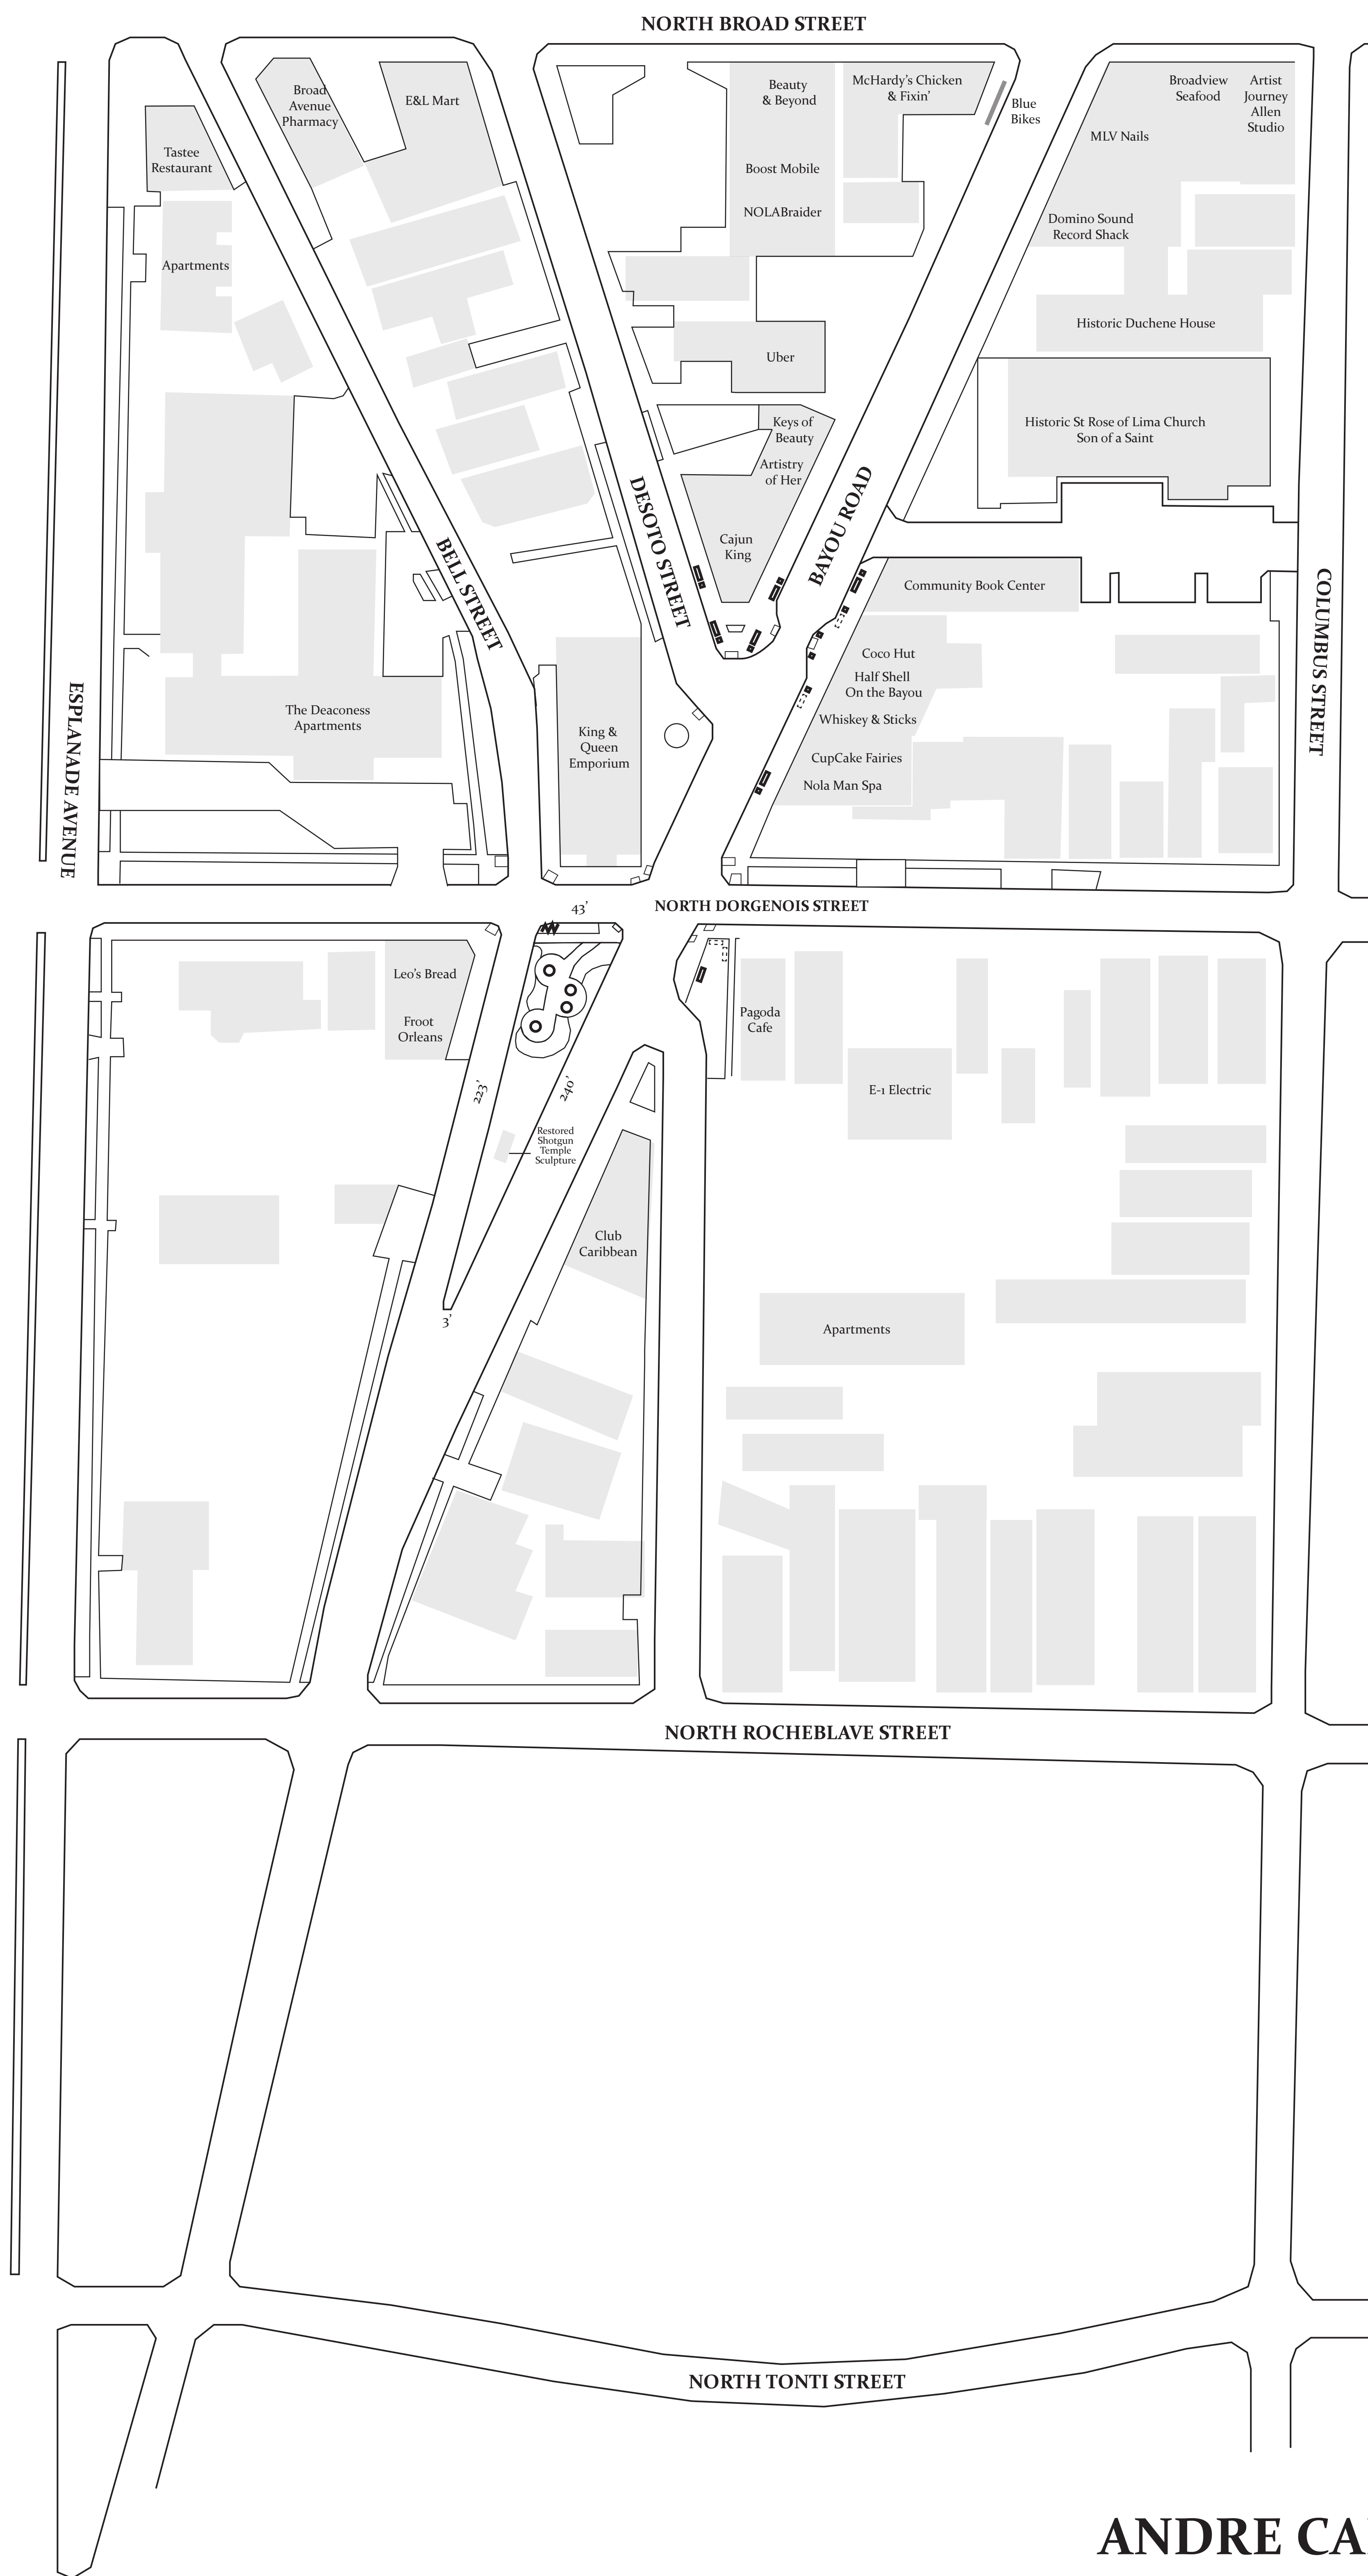 NORTH BROAD STREET
Broad
Avenue
Pharmacy
E&L Mart
Beauty
& Beyond
McHardy's Chicken
& Fixin'
Blue
Bikes
Broadview
Seafood
Artist
Journey
Allen
Studio
MLV Nails
Tastee
Restaurant
Boost Mobile
NOLABraider
Domino Sound
Record Shack
Apartments
Historic Duchene House
Uber
Keys of
Beauty
Historic St Rose of Lima Church
Son of a Saint
Artistry
of Her
Cajun
King
DESOTO STREET
BAYOU ROAD
BELL STREET
Community Book Center
COLUMBUS STREET
Coco Hut
Half Shell
On the Bayou
Whiskey & Sticks
CupCake Fairies
Nola Man Spa
ESPLANADE AVENUE
The Deaconess
Apartments
King &
Queen
Emporium
43'
NORTH DORGENOIS STREET
Leo's Bread
Froot
Orleans
Pagoda
Cafe
E-1 Electric
223'
240'
Restored
Shotgun
Temple
Sculpture
Club
Caribbean
3'
Apartments
NORTH ROCHEBLAVE STREET
NORTH TONTI STREET
ANDRE CA